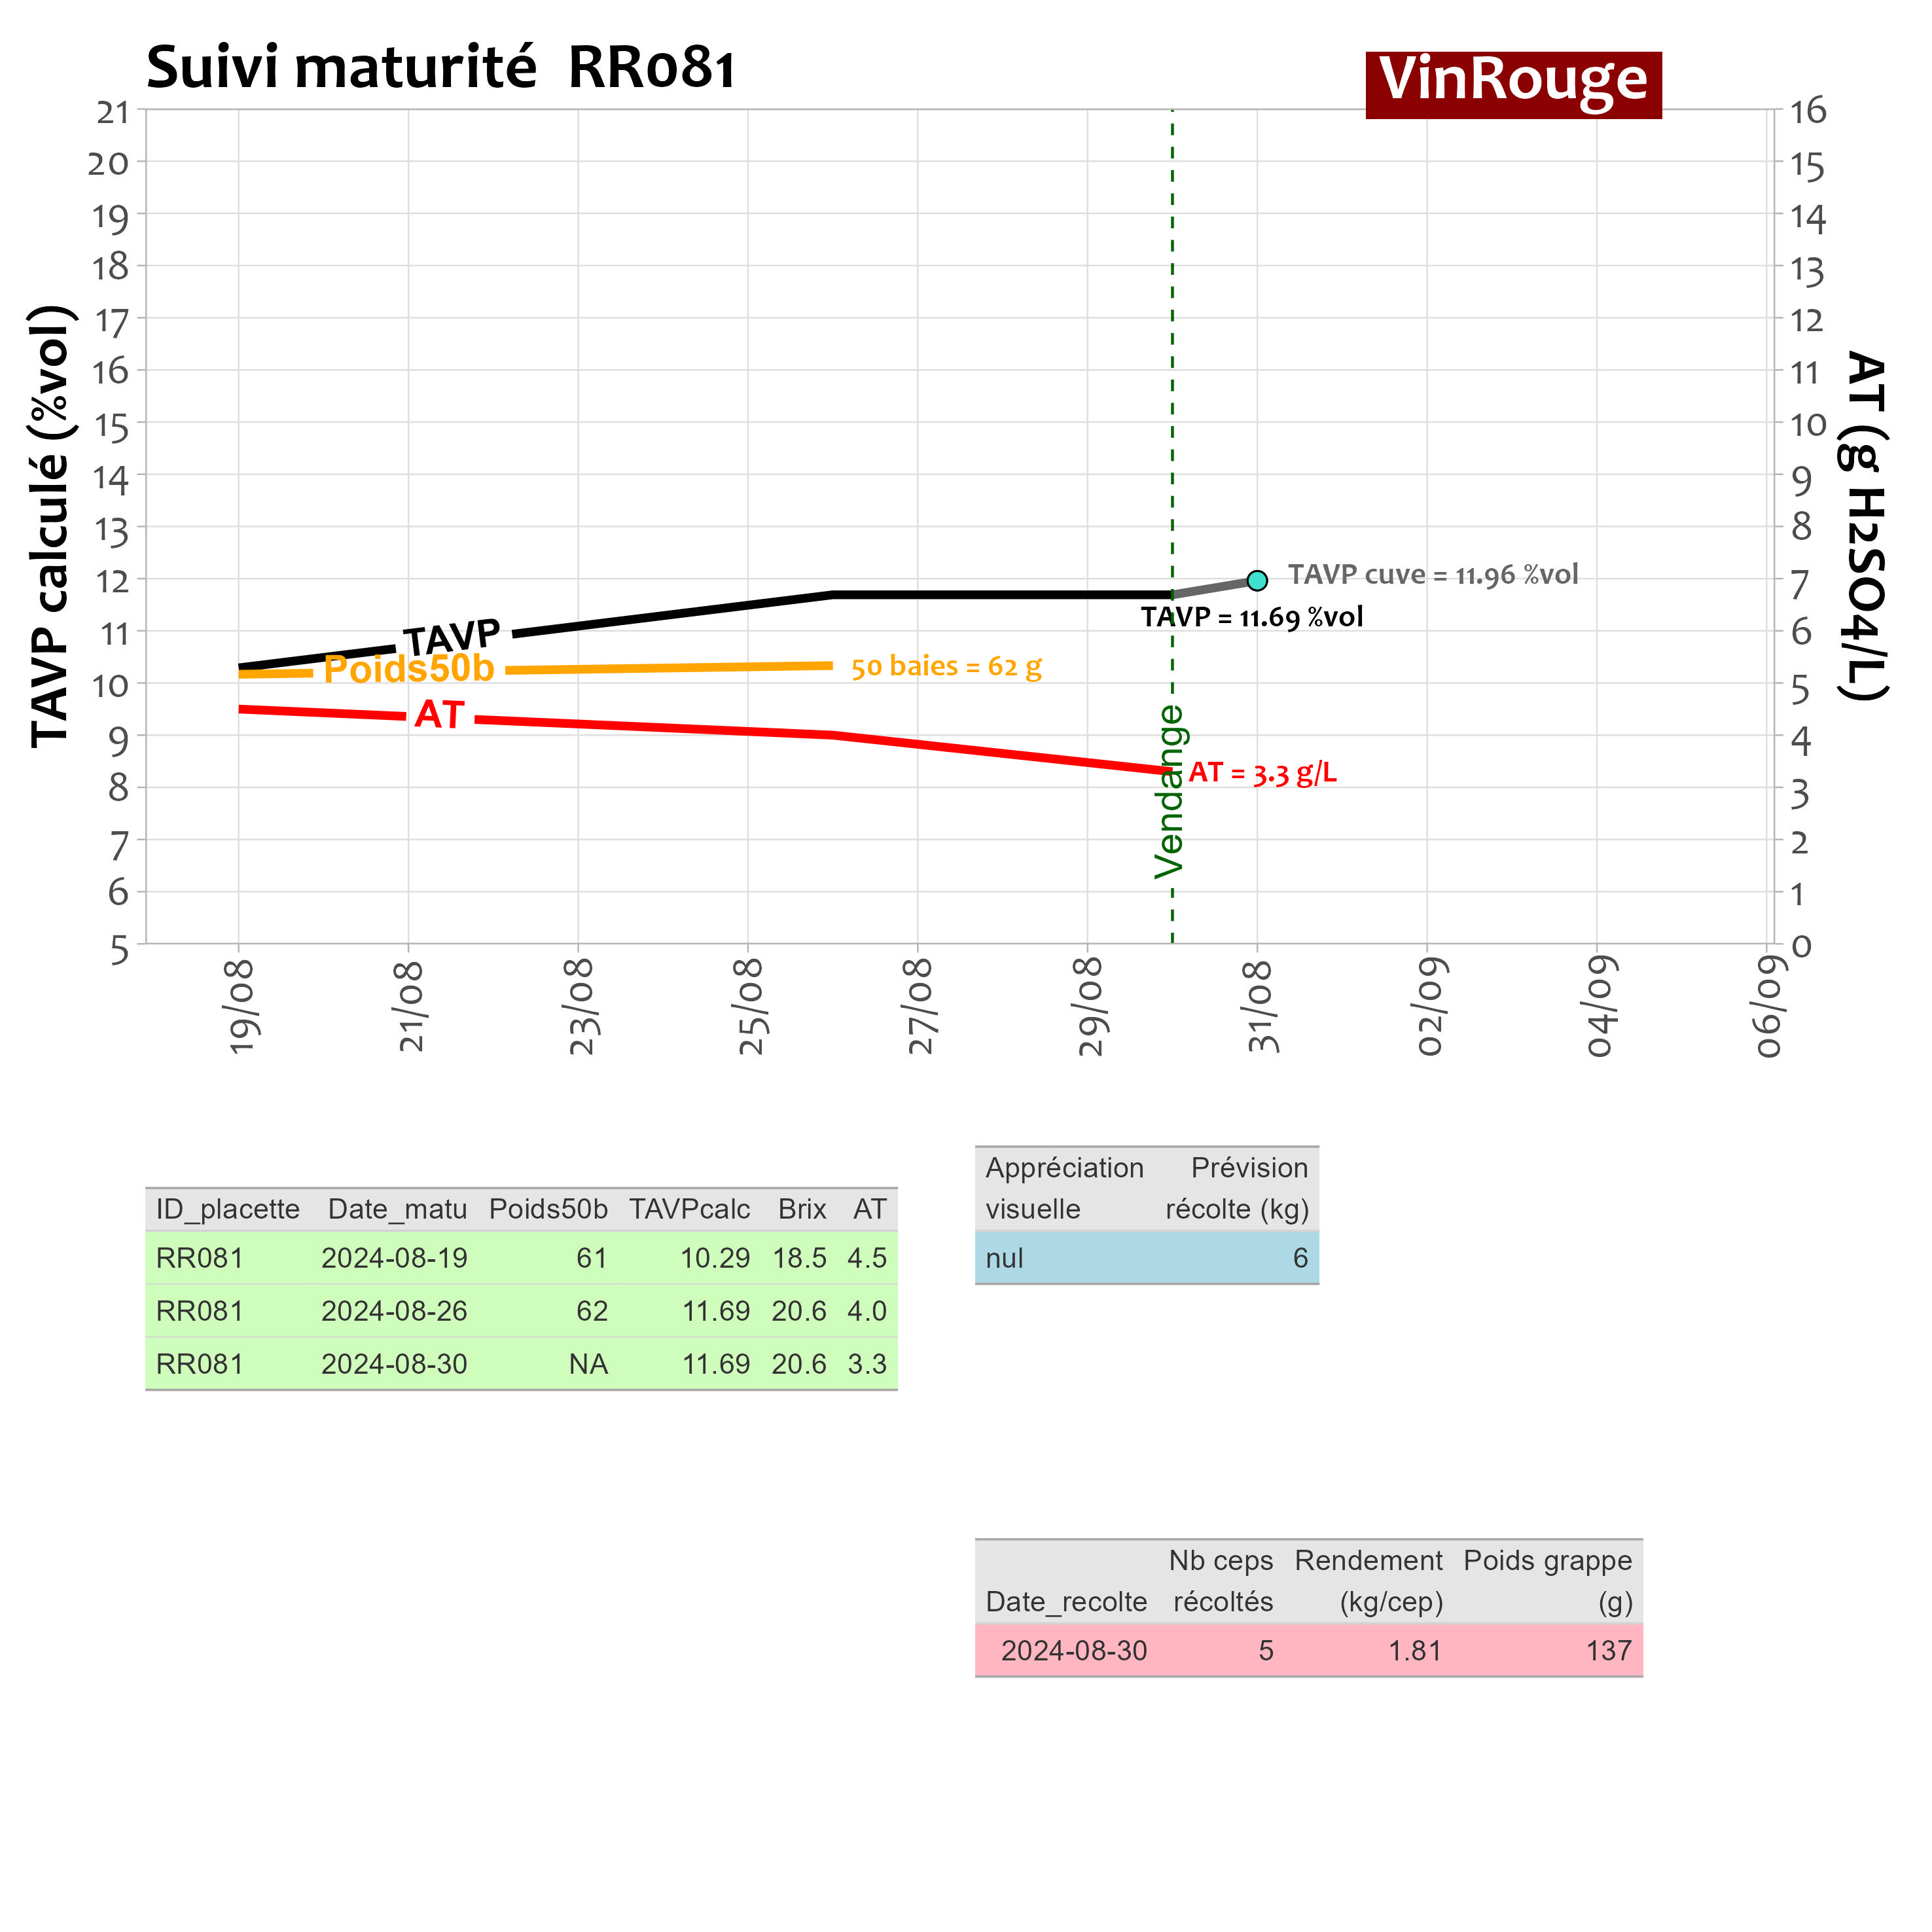 Suivi maturité  RR081
VinRouge
TAVP calculé (%vol)
21
20
19
18
17
16
15
14
13
12
11
10
9
8
7
6
5
AT (g H2SO4/L)
16
15
14
13
12
11
10
9
8
7
6
5
4
3
2
1
0
TAVP cuve = 11.96 %vol
TAVP = 11.69 %vol
TAVP
Poids50b
50 baies = 62 g
AT
AT = 3.3 g/L
Vendange
19/08 21/08 23/08 25/08 27/08 29/08 31/08 02/09 04/09 06/09
ID_placette Date_matu Poids50b TAVPcalc Brix AT
RR081 2024-08-19 61 10.29 18.5 4.5
RR081 2024-08-26 62 11.69 20.6 4.0
RR081 2024-08-30 NA 11.69 20.6 3.3
Appréciation Prévision
visuelle récolte (kg)
nul 6
Nb ceps Rendement Poids grappe
Date_recolte récoltés (kg/cep) (g)
2024-08-30 5 1.81 137